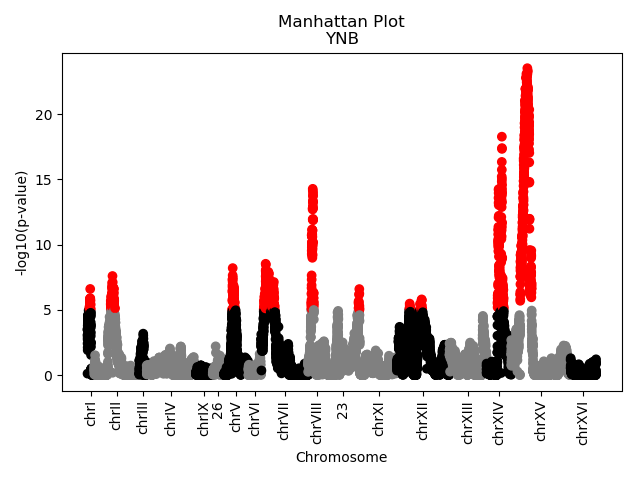 Manhattan Plot
YNB
-log10(p-value)
20
15
10
5
0
chrI
chrII
chrIII
chrIV
chrIX
26
chrV
chrVI
chrVII
chrVIII
23
chrXI
chrXII
chrXIII
chrXIV
chrXV
chrXVI
Chromosome